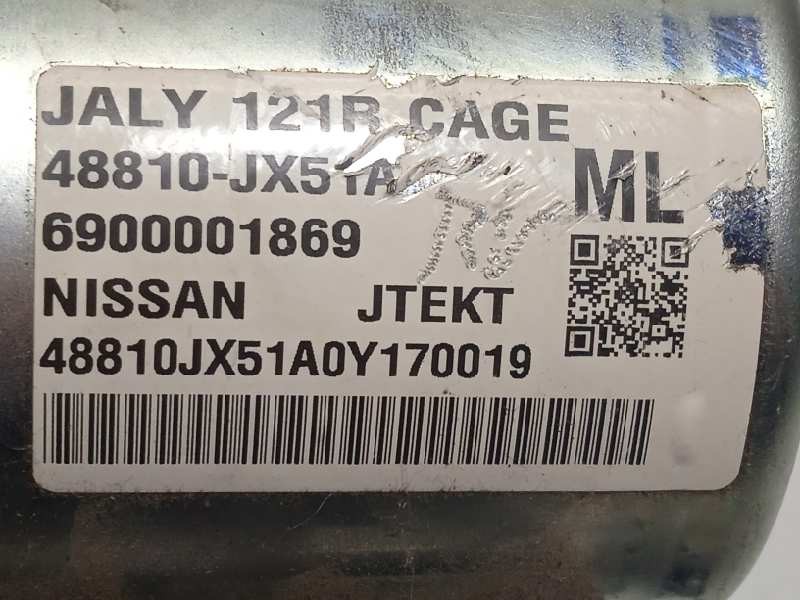 JALY 121R CAGE
48810-JX51A
ML
6900001869
NISSAN JTEKT
48810JX51A0Y170019